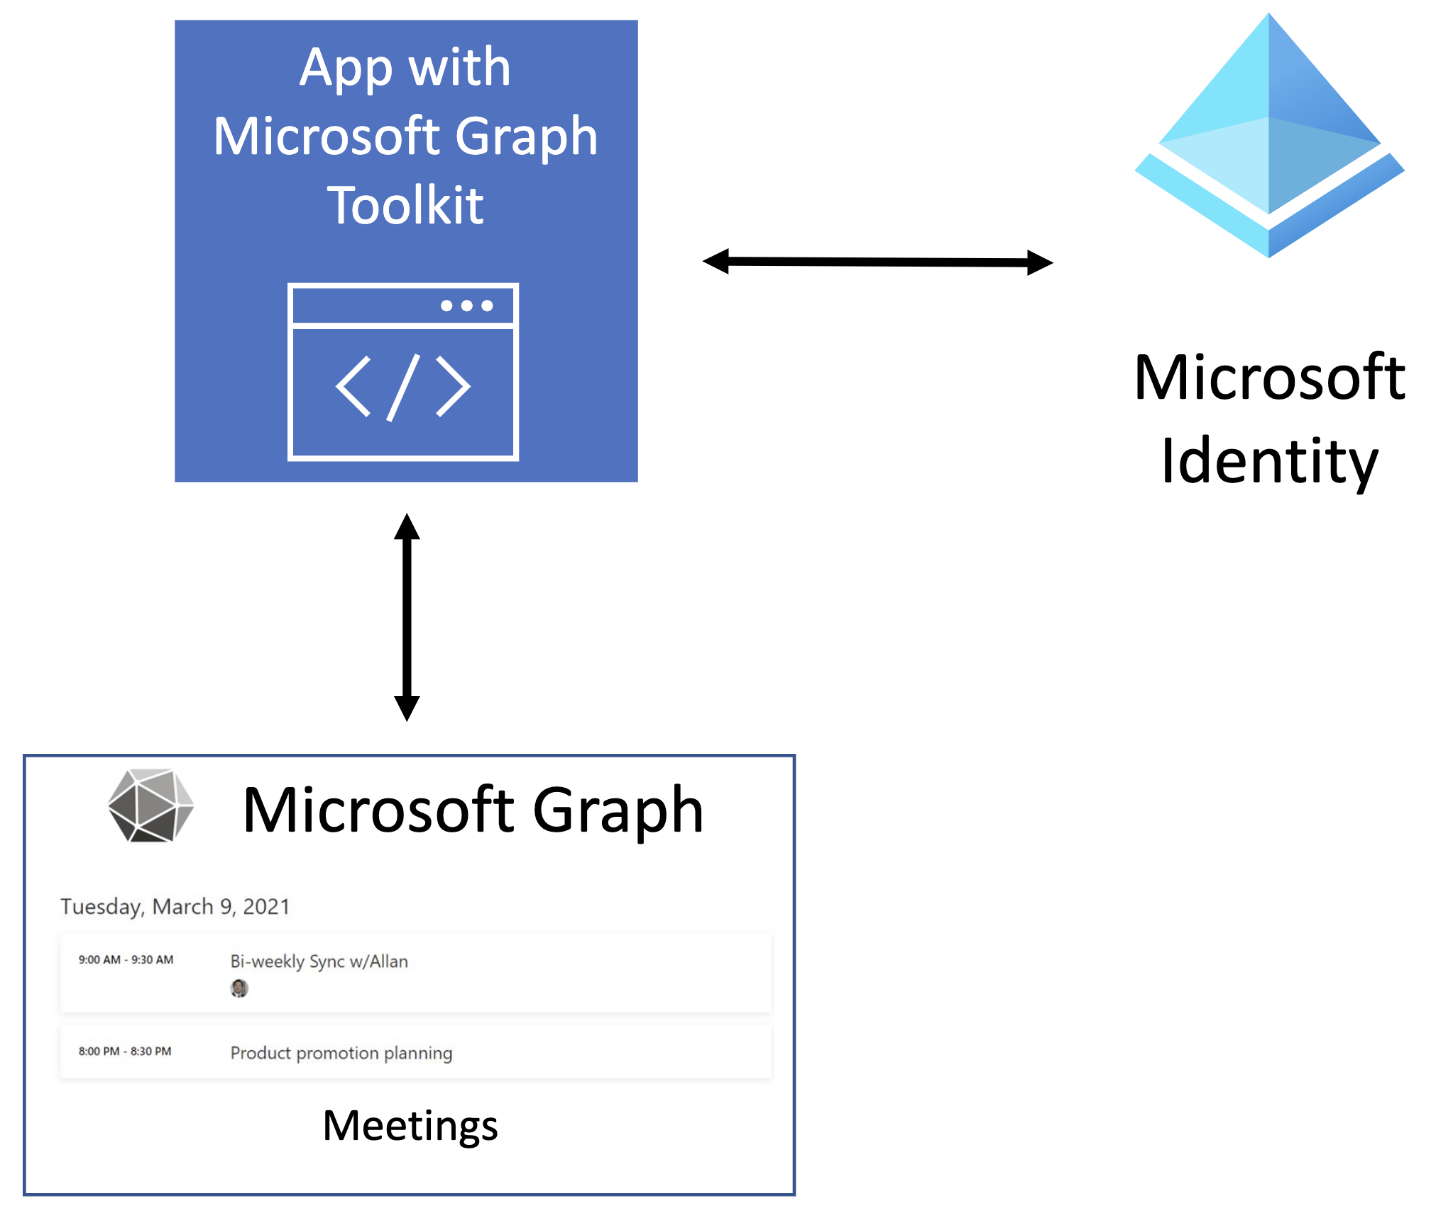 App with
Microsoft Graph
Toolkit
</>
Microsoft
Identity
Microsoft Graph
Tuesday, March 9, 2021
9:00 AM - 9:30 AM
Bi-weekly Sync w/Allan
8:00 PM - 8:30 PM
Product promotion planning
Meetings